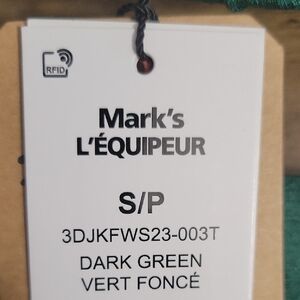 RFID
Mark's
L'ÉQUIPEUR
S/P
3DJKFWS23-003T
DARK GREEN
VERT FONCÉ